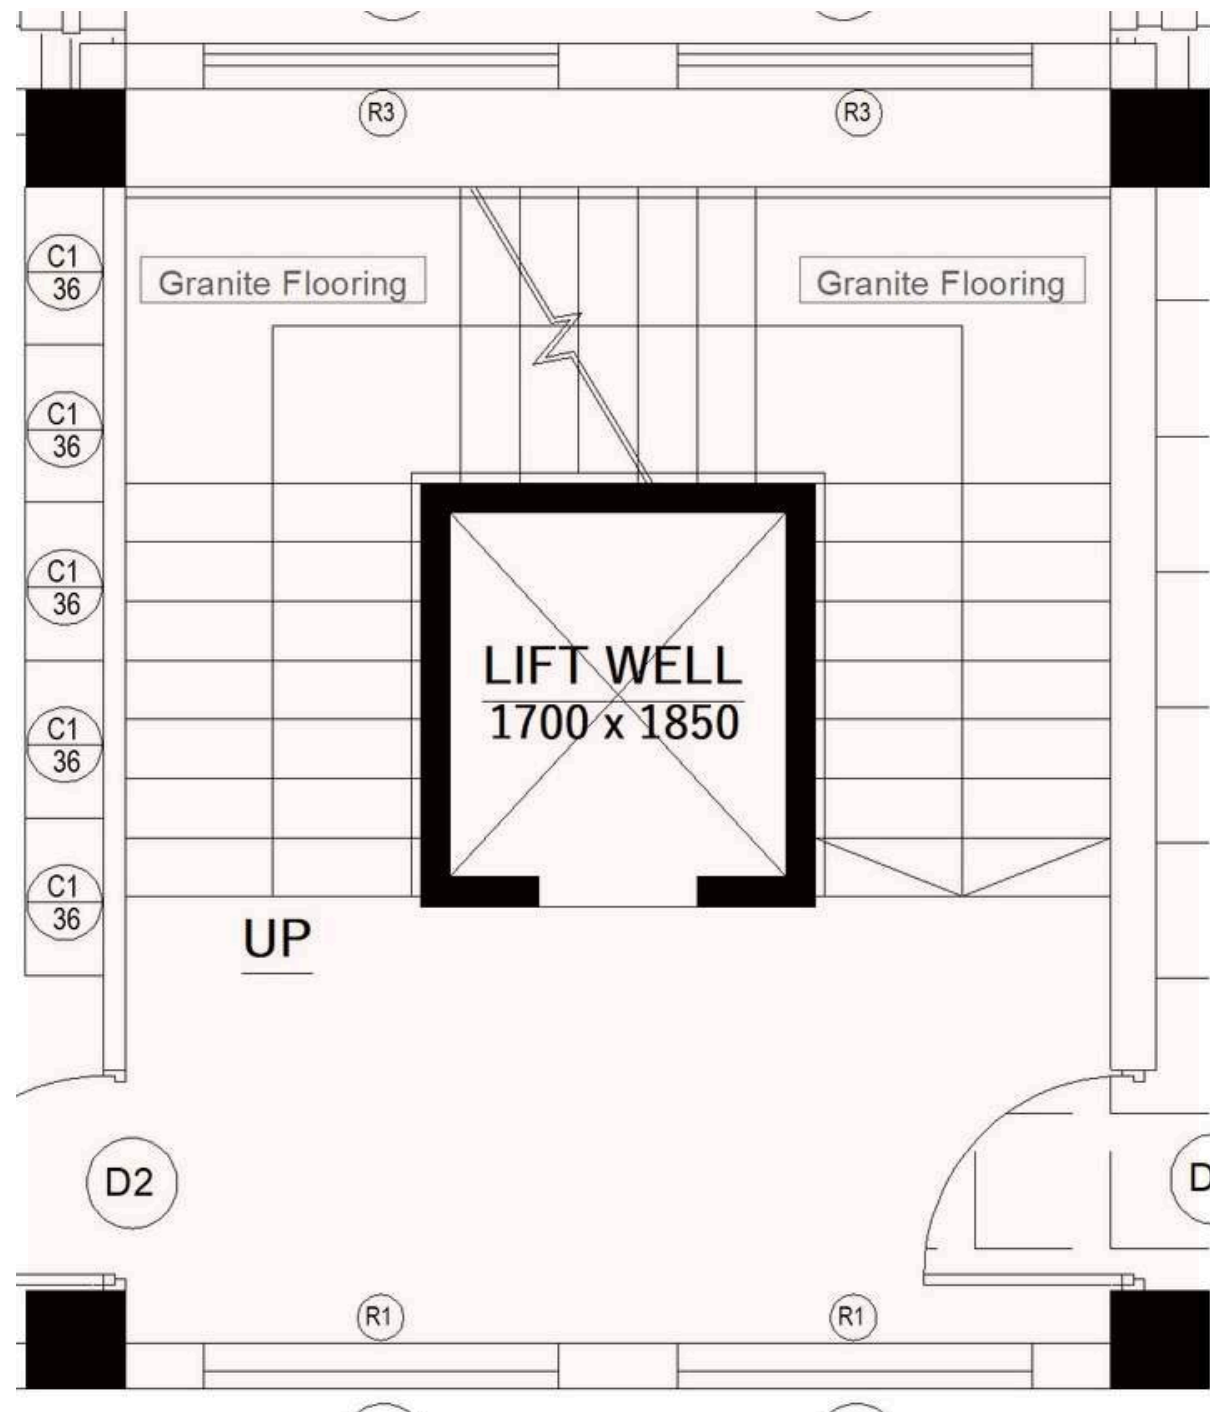 R3 R3
C1
36
Granite Flooring Granite Flooring
C1
36
C1
36
LIFT WELL
1700 x 1850
C1
36
C1
36
UP
D2
R1 R1